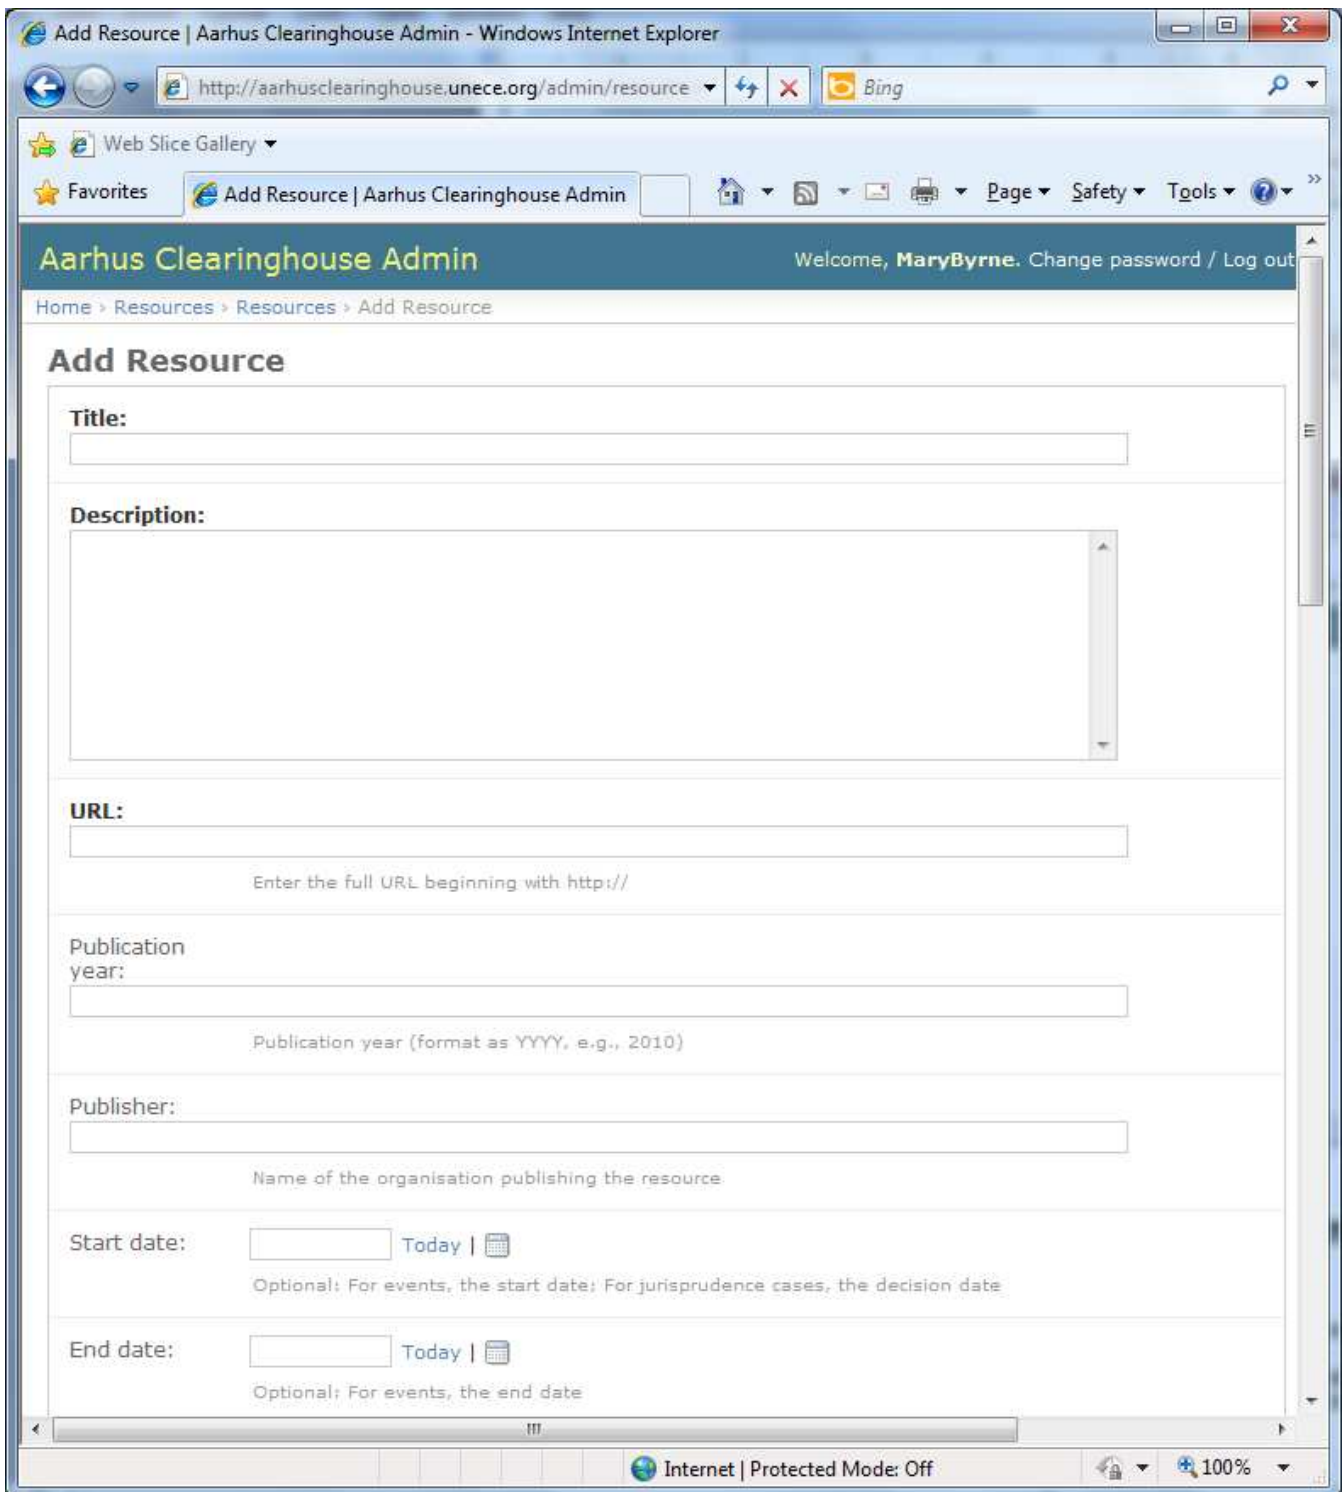 Add Resource | Aarhus Clearinghouse Admin - Windows Internet Explorer
http://aarhusclearinghouse.unece.org/admin/resource
Bing
Web Slice Gallery
Favorites
Add Resource | Aarhus Clearinghouse Admin
Page Safety Tools
Aarhus Clearinghouse Admin
Welcome, MaryByrne. Change password / Log out
Home › Resources › Resources › Add Resource
Add Resource
Title:
Description:
URL:
Enter the full URL beginning with http://
Publication
year:
Publication year (format as YYYY, e.g., 2010)
Publisher:
Name of the organisation publishing the resource
Start date: Today |
Optional: For events, the start date; For jurisprudence cases, the decision date
End date: Today |
Optional: For events, the end date
Internet | Protected Mode: Off
100%